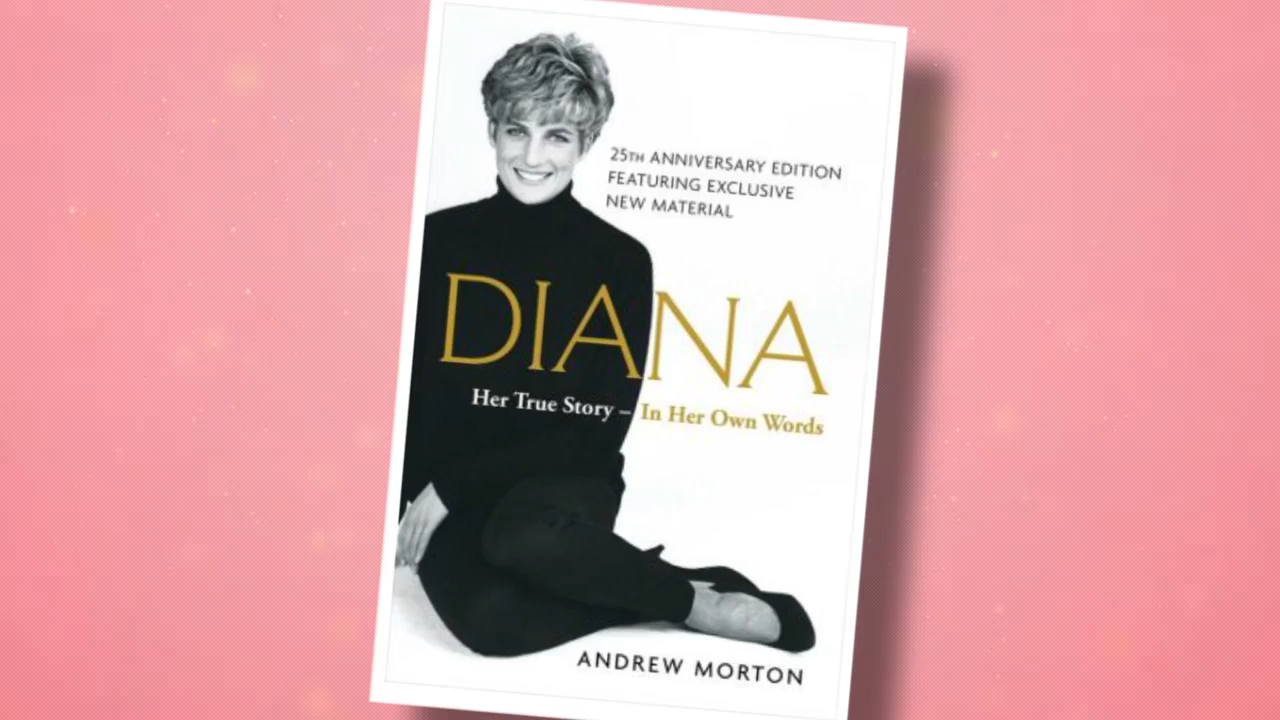 25TH ANNIVERSARY EDITION
FEATURING EXCLUSIVE
NEW MATERIAL
DIANA
Her True Story – In Her Own Words
ANDREW MORTON